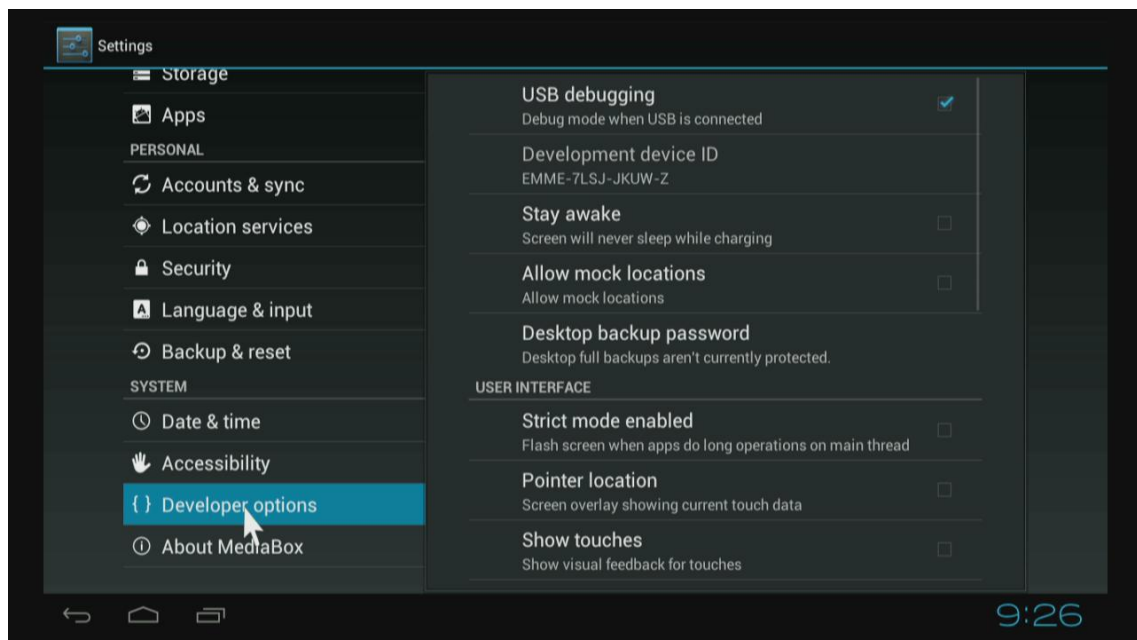 Settings
Storage
Apps
PERSONAL
Accounts & sync
Location services
Security
Language & input
Backup & reset
SYSTEM
Date & time
Accessibility
{ } Developer options
About MediaBox
USB debugging
Debug mode when USB is connected
Development device ID
EMME-7LSJ-JKUW-Z
Stay awake
Screen will never sleep while charging
Allow mock locations
Allow mock locations
Desktop backup password
Desktop full backups aren't currently protected.
USER INTERFACE
Strict mode enabled
Flash screen when apps do long operations on main thread
Pointer location
Screen overlay showing current touch data
Show touches
Show visual feedback for touches
9:26